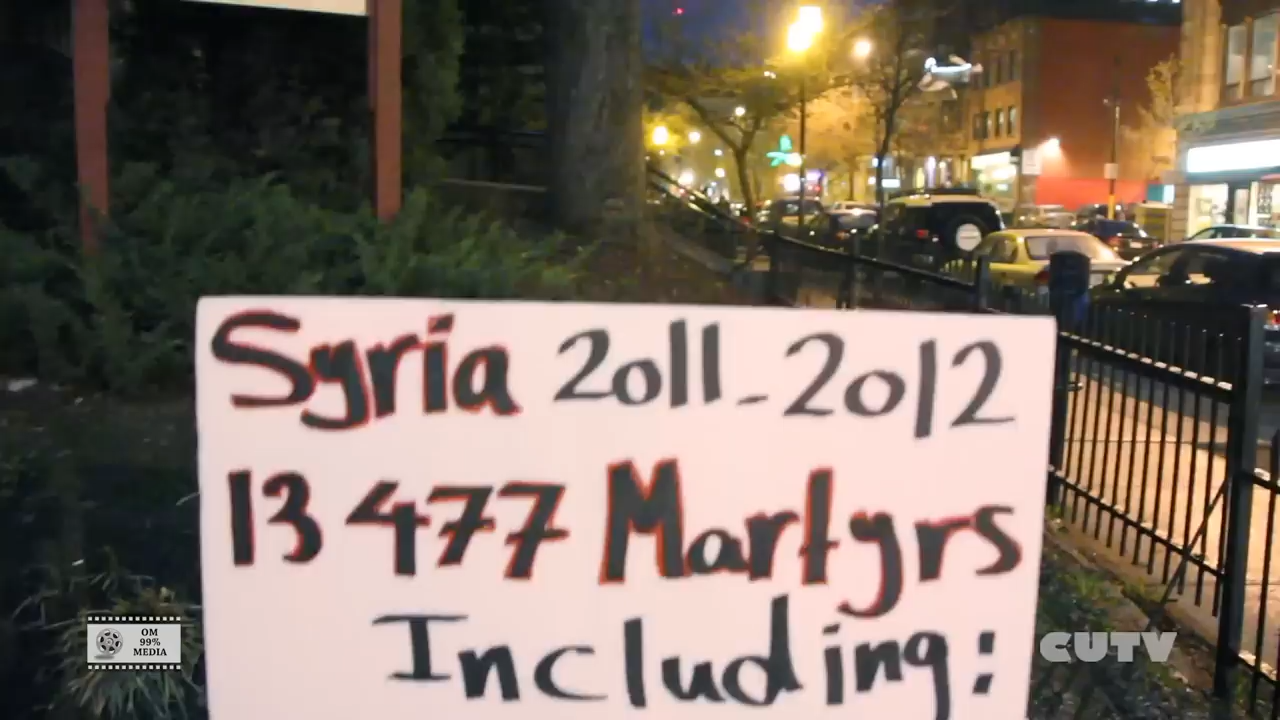 Syria 2011-2012
13 477 Martyrs
Including:
OM
99%
MEDIA
CUTV